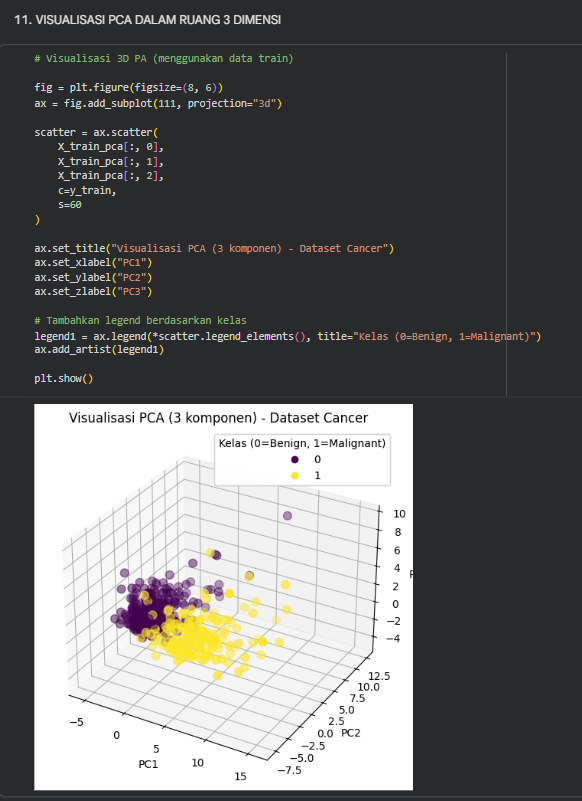 11. VISUALISASI PCA DALAM RUANG 3 DIMENSI
# Visualisasi 3D PA (menggunakan data train)
fig = plt.figure(figsize=(8, 6))
ax = fig.add_subplot(111, projection="3d")
scatter = ax.scatter(
X_train_pca[:, 0],
X_train_pca[:, 1],
X_train_pca[:, 2],
c=y_train,
s=60
)
ax.set_title("Visualisasi PCA (3 komponen) - Dataset Cancer")
ax.set_xlabel("PC1")
ax.set_ylabel("PC2")
ax.set_zlabel("PC3")
# Tambahkan legend berdasarkan kelas
legend1 = ax.legend(*scatter.legend_elements(), title="Kelas (0=Benign, 1=Malignant)")
ax.add_artist(legend1)
plt.show()
Visualisasi PCA (3 komponen) - Dataset Cancer
Kelas (0=Benign, 1=Malignant)
0
1
10
8
6
4
2
0
−2
−4
12.5
10.0
7.5
5.0
2.5
0.0
−2.5
−5.0
−7.5
PC2
−5
0
5
10
15
PC1